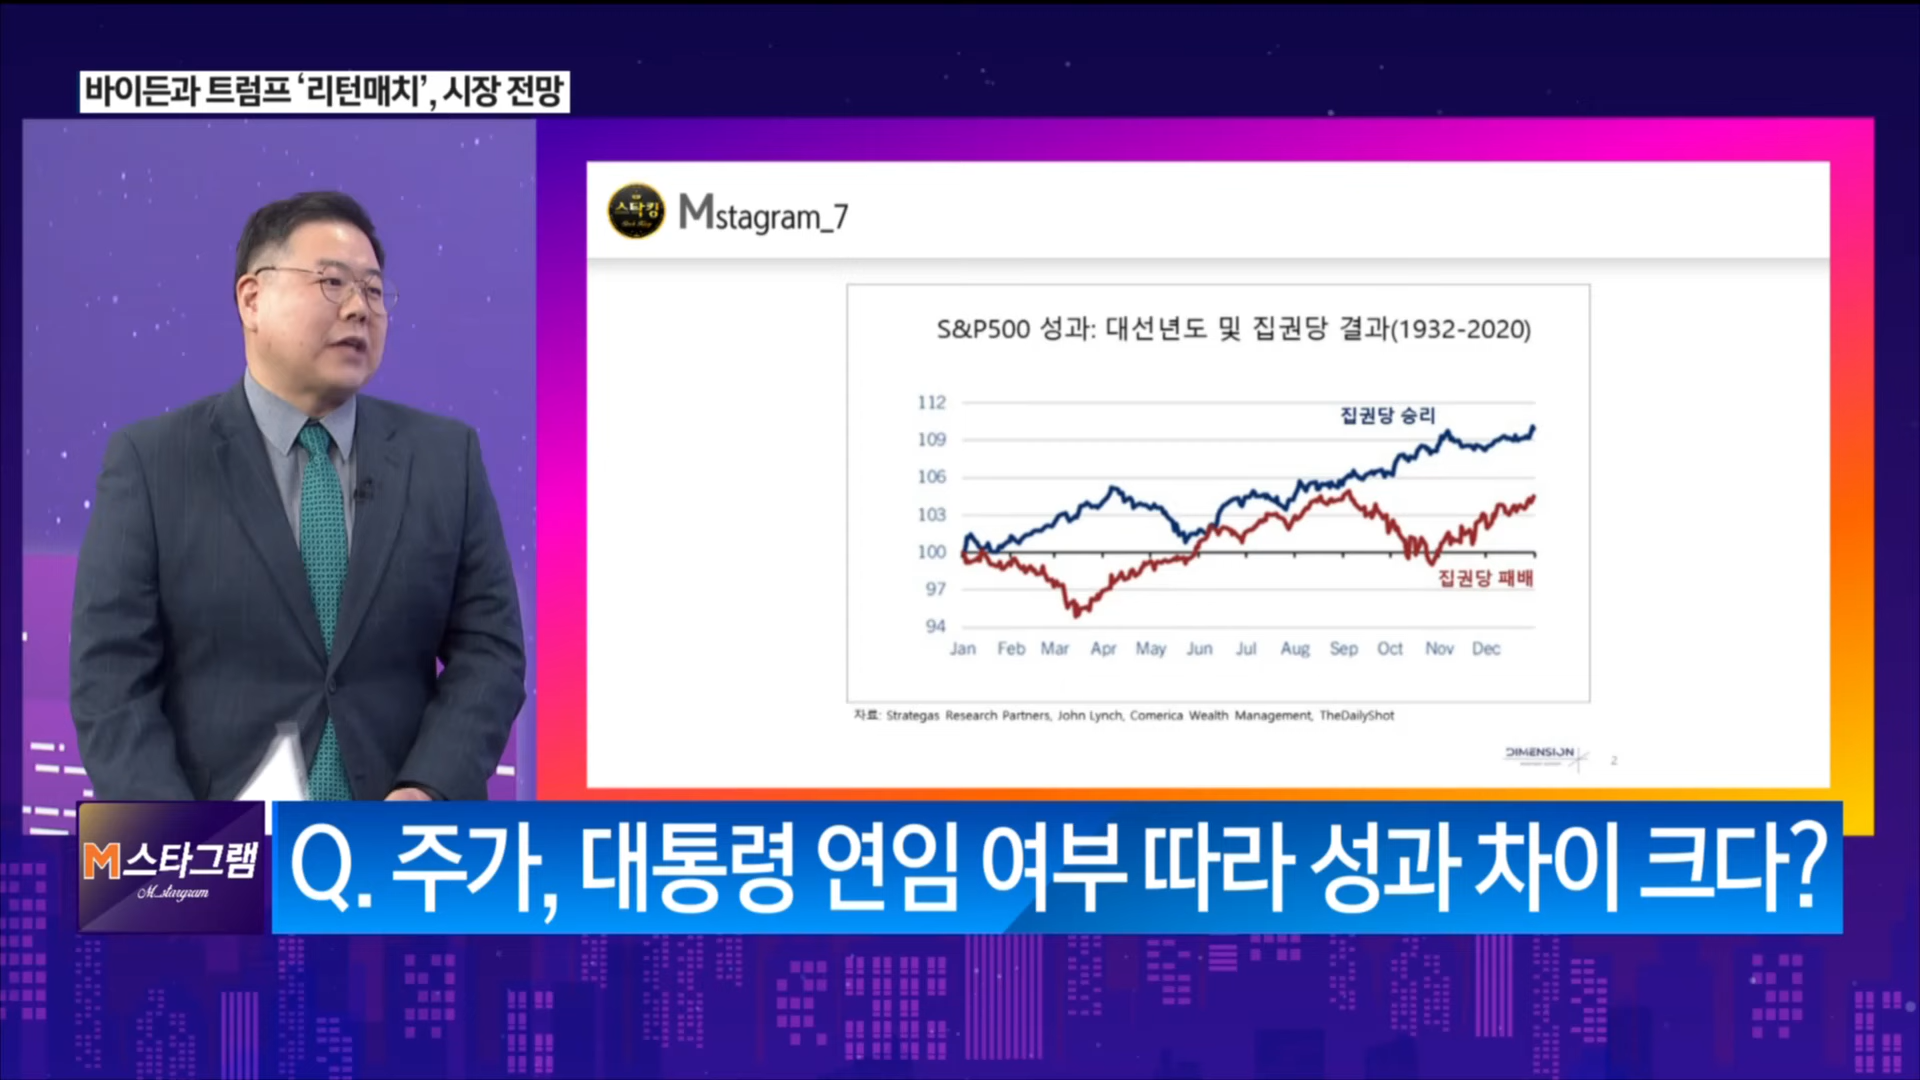 바이든과 트럼프 ‘리턴매치’, 시장 전망
스탁킹
Mstagram_7
S&P500 성과: 대선년도 및 집권당 결과(1932-2020)
112
109
106
103
100
97
94
집권당 승리
집권당 패배
Jan Feb Mar Apr May Jun Jul Aug Sep Oct Nov Dec
자료: Strategas Research Partners, John Lynch, Comerica Wealth Management, TheDailyShot
DIMENSION
2
M스타그램
M_stargram
Q. 주가, 대통령 연임 여부 따라 성과 차이 크다?